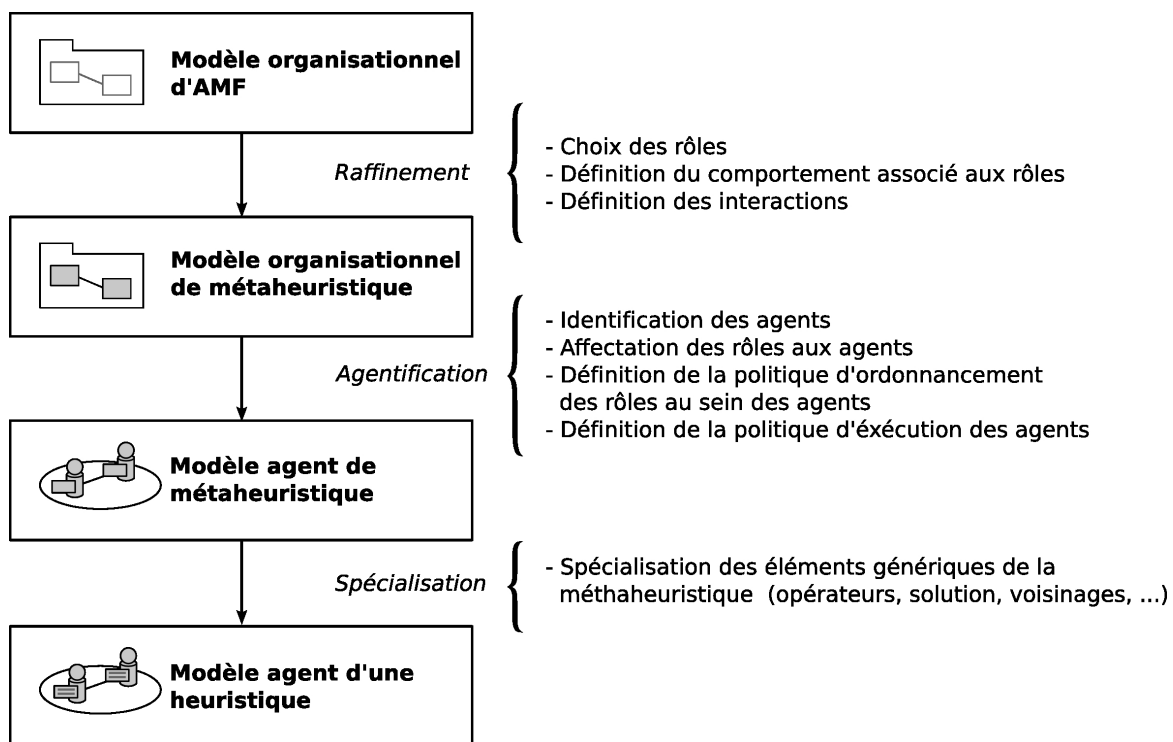 Modèle organisationnel
d'AMF
Raffinement
- Choix des rôles
- Définition du comportement associé aux rôles
- Définition des interactions
Modèle organisationnel
de métaheuristique
Agentification
- Identification des agents
- Affectation des rôles aux agents
- Définition de la politique d'ordonnancement
des rôles au sein des agents
- Définition de la politique d'éxécution des agents
Modèle agent de
métaheuristique
Spécialisation
- Spécialisation des éléments génériques de la
méthaheuristique (opérateurs, solution, voisinages, ...)
Modèle agent d'une
heuristique